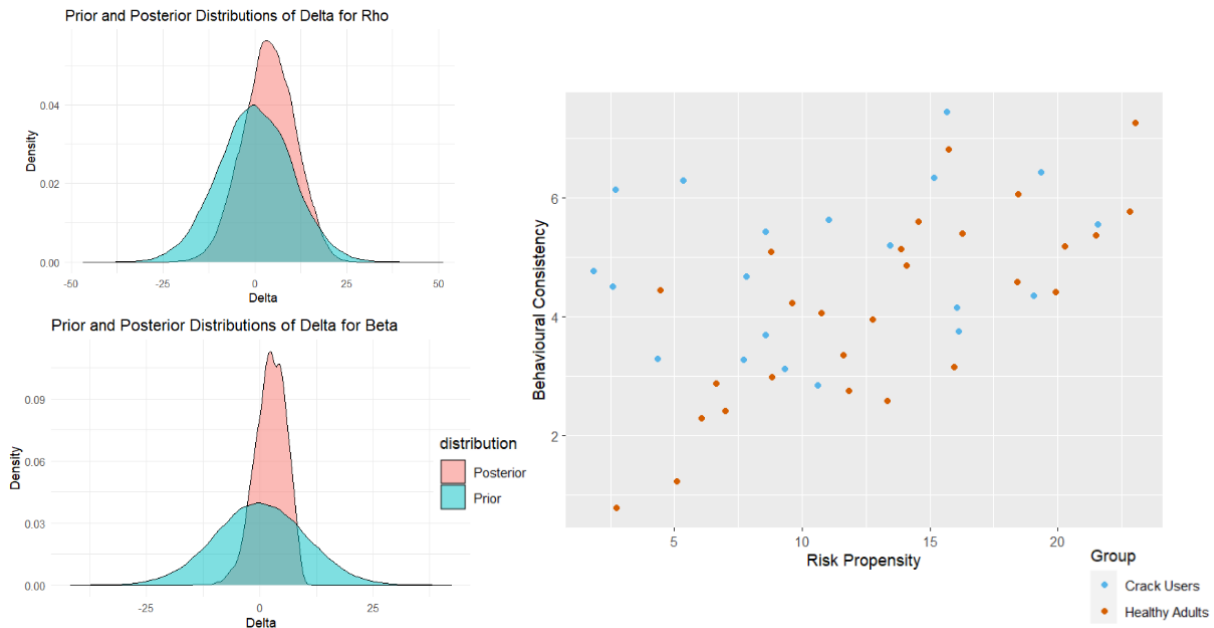 Prior and Posterior Distributions of Delta for Rho
Density
0.04
0.02
0.00
-50
-25
0
25
50
Delta
Prior and Posterior Distributions of Delta for Beta
Density
0.09
0.06
0.03
0.00
-25
0
25
Delta
distribution
Posterior
Prior
Behavioural Consistency
6
4
2
5
10
15
20
Risk Propensity
Group
Crack Users
Healthy Adults